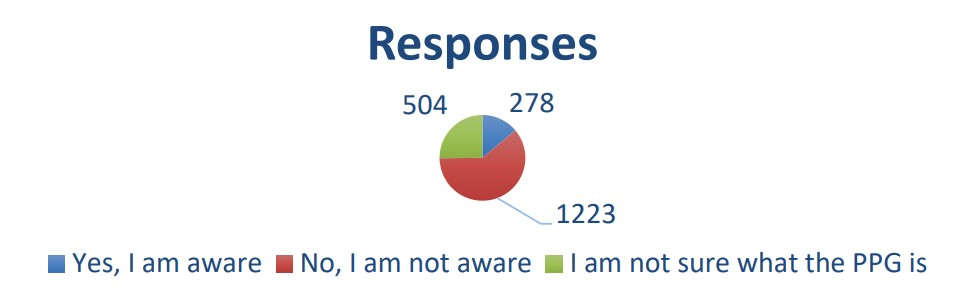 Responses
504 278
1223
Yes, I am aware No, I am not aware I am not sure what the PPG is